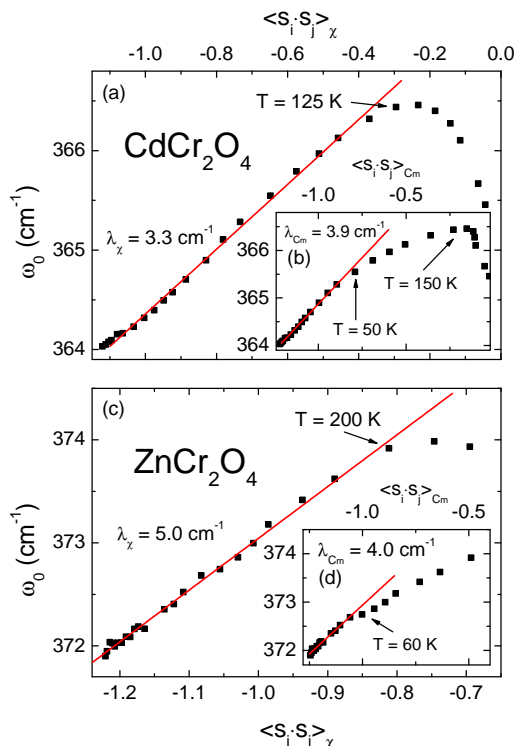 <s_i·s_j>_χ
-1.0 -0.8 -0.6 -0.4 -0.2 0.0
(a)
T = 125 K
366
CdCr₂O₄
<s_i·s_j>_Cm
-1.0 -0.5
λ_χ = 3.3 cm⁻¹
λ_Cm = 3.9 cm⁻¹
366
(b)
365
T = 150 K
365
T = 50 K
364
364
ω₀ (cm⁻¹)
(c)
T = 200 K
374
ZnCr₂O₄
<s_i·s_j>_Cm
-1.0 -0.5
λ_χ = 5.0 cm⁻¹
373
374
λ_Cm = 4.0 cm⁻¹
(d)
373
372
T = 60 K
372
ω₀ (cm⁻¹)
-1.2 -1.1 -1.0 -0.9 -0.8 -0.7
<s_i·s_j>_χ